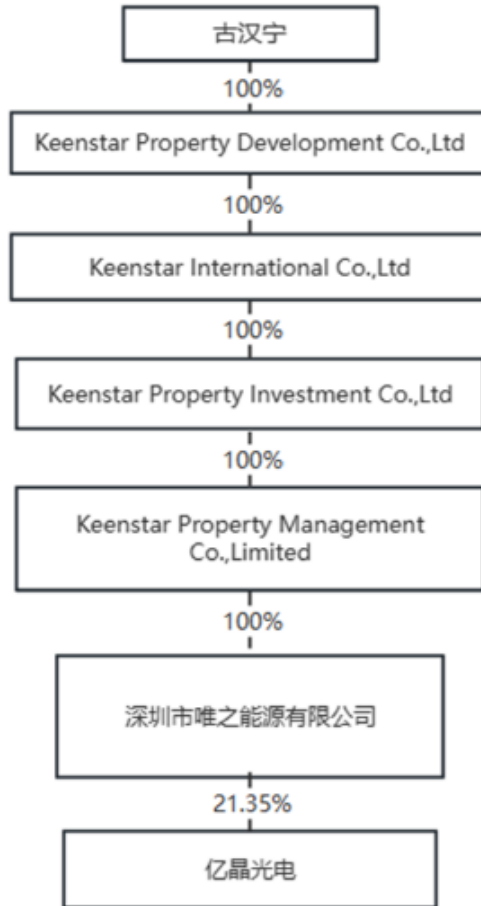 古汉宁
100%
Keenstar Property Development Co.,Ltd
100%
Keenstar International Co.,Ltd
100%
Keenstar Property Investment Co.,Ltd
100%
Keenstar Property Management
Co.,Limited
100%
深圳市唯之能源有限公司
21.35%
亿晶光电